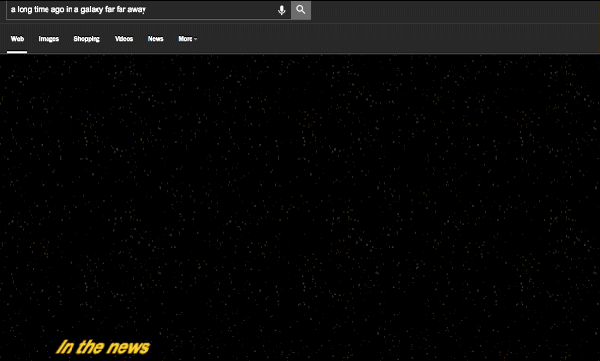 a long time ago in a galaxy far far away
Web Images Shopping Videos News More
In the news